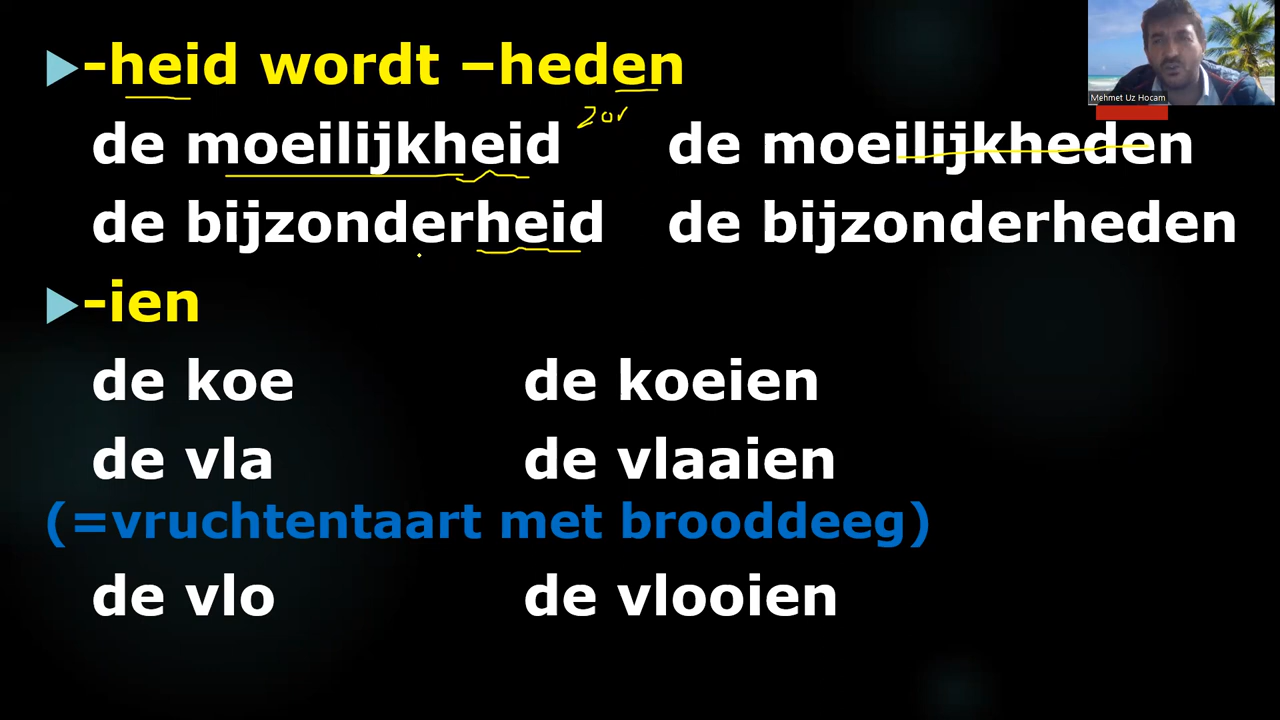 -heid wordt –heden
zor
de moeilijkheid de moeilijkheden
de bijzonderheid de bijzonderheden
-ien
de koe de koeien
de vla de vlaaien
(=vruchtentaart met brooddeeg)
de vlo de vlooien
Mehmet Uz Hocam